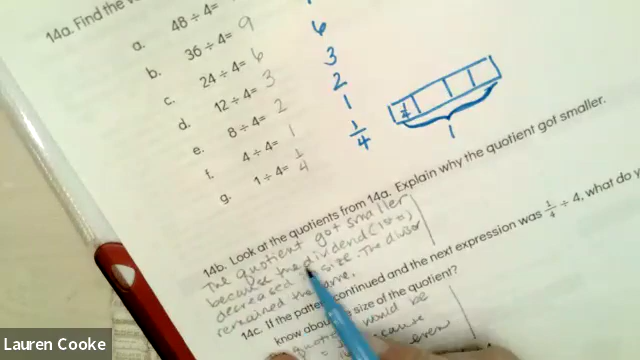 14a. Find the
a. 48 ÷ 4=
b. 36 ÷ 4= 9
c. 24 ÷ 4= 6
d. 12 ÷ 4= 3
e. 8 ÷ 4= 2
f. 4 ÷ 4= 1
g. 1 ÷ 4= 1/4
6
3
2
1
1/4
1/4
1
14b. Look at the quotients from 14a. Explain why the quotient got smaller.
The quotient got smaller
because the dividend (1st #)
decreased size. The divisor
remained the same.
14c. If the pattern continued and the next expression was 1/4 ÷ 4, what do y
know about size of the quotient?
would be
because
even
Lauren Cooke